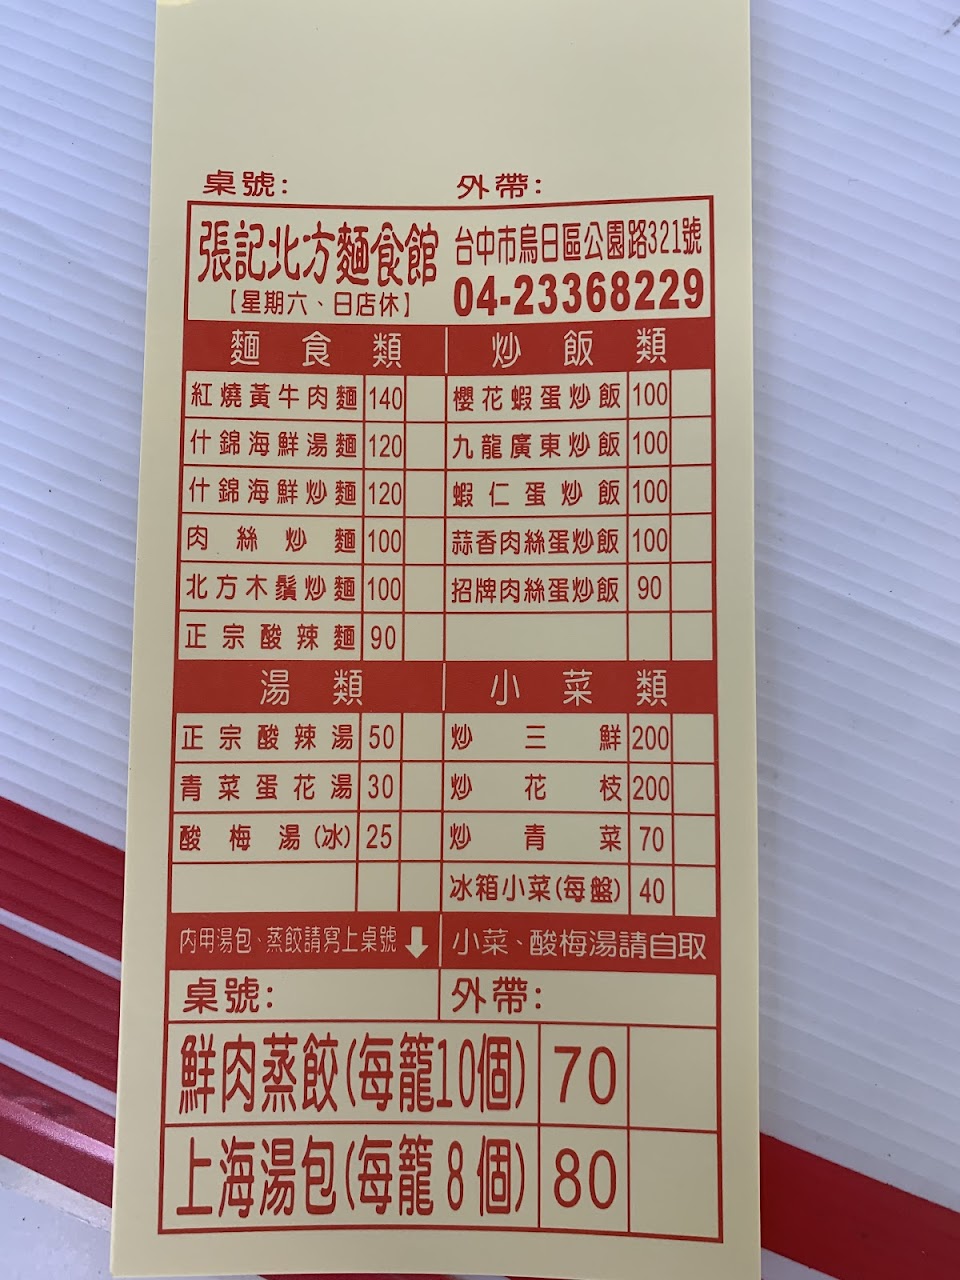 桌號: 外帶:
張記北方麵食館 台中市烏日區公園路321號
【星期六、日店休】 04-23368229
麵食類 炒飯類
紅燒黃牛肉麵 140 櫻花蝦蛋炒飯 100
什錦海鮮湯麵 120 九龍廣東炒飯 100
什錦海鮮炒麵 120 蝦仁蛋炒飯 100
肉絲炒麵 100 蒜香肉絲蛋炒飯 100
北方木鬚炒麵 100 招牌肉絲蛋炒飯 90
正宗酸辣麵 90
湯類 小菜類
正宗酸辣湯 50 炒三鮮 200
青菜蛋花湯 30 炒花枝 200
酸梅湯(冰) 25 炒青菜 70
冰箱小菜(每盤) 40
內用湯包、蒸餃請寫上桌號 小菜、酸梅湯請自取
桌號: 外帶:
鮮肉蒸餃(每籠10個) 70
上海湯包(每籠8個) 80